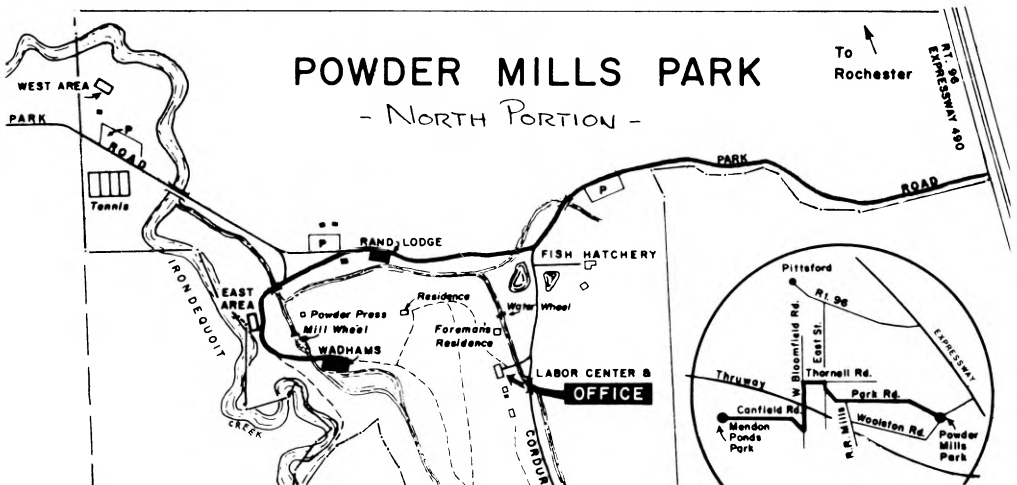 POWDER MILLS PARK
- NORTH PORTION -
To
Rochester
RT. 96
EXPRESSWAY 490
WEST AREA
PARK
P
ROAD
Tennis
P
RAND LODGE
P
PARK
ROAD
FISH HATCHERY
IRONDEQUOIT
EAST
AREA
Powder Press
Mill Wheel
Residence
Water Wheel
Foreman's
Residence
WADHAMS
LABOR CENTER &
OFFICE
CREEK
CORDUR
Pittsford
Rt. 96
EXPRESSWAY
W. Bloomfield Rd.
East St.
Thornell Rd.
Thruway
Park Rd.
Canfield Rd.
Mendon
Ponds
Park
R.R. Mills
Woolston Rd.
Powder
Mills
Park